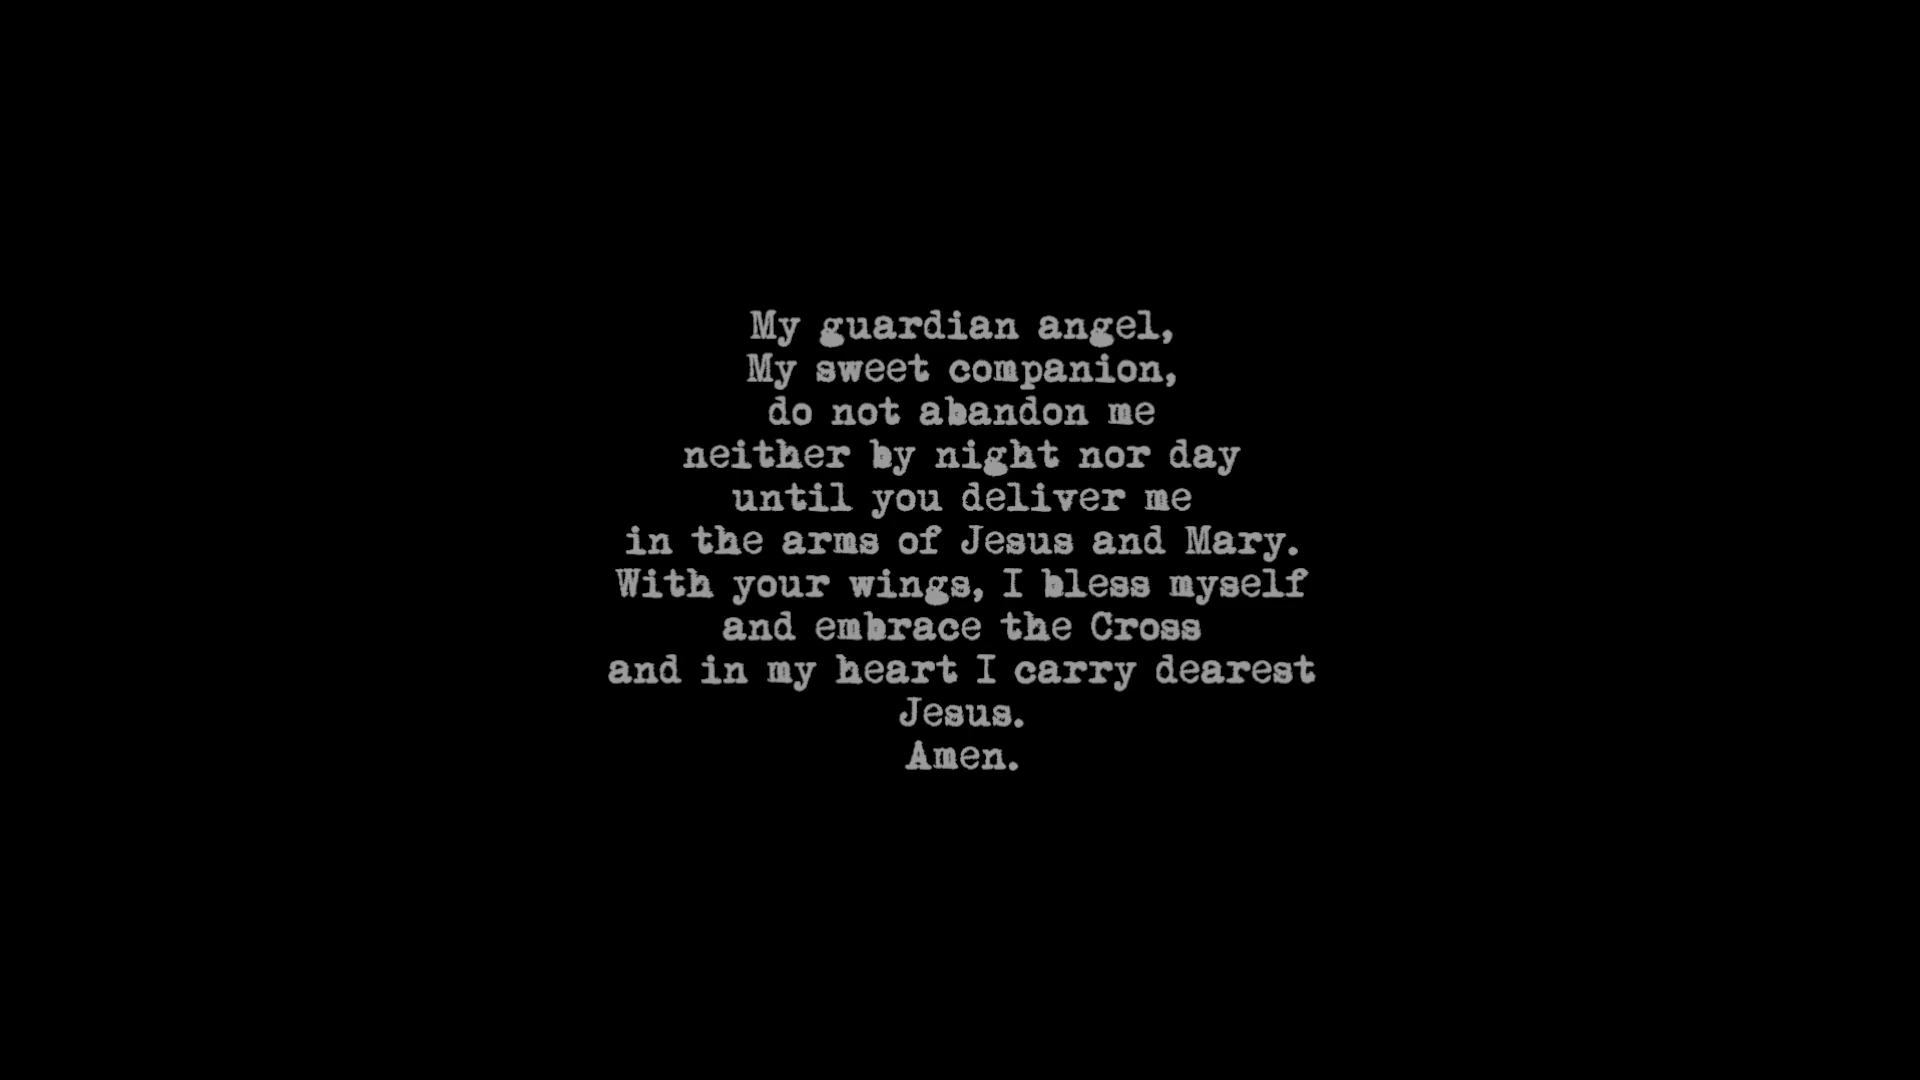 My guardian angel,
My sweet companion,
do not abandon me
neither by night nor day
until you deliver me
in the arms of Jesus and Mary.
With your wings, I bless myself
and embrace the Cross
and in my heart I carry dearest
Jesus.
Amen.